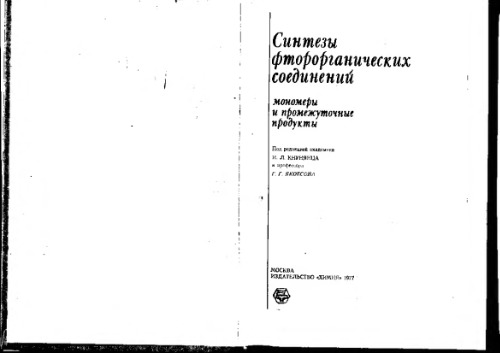 Синтезы
фторорганических
соединений
мономеры
и промежуточные
продукты
Под редакцией академика
И. Л. КНУНЯНЦА
и профессора
Г. Г. ЯКОБСОНА
МОСКВА
ИЗДАТЕЛЬСТВО «ХИМИЯ» 1977